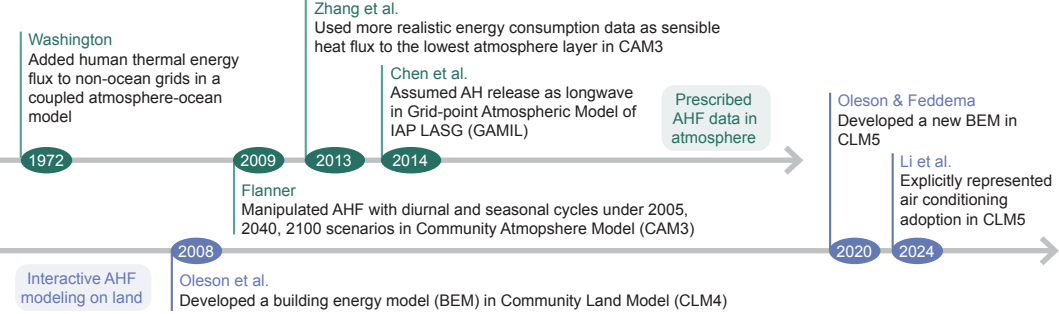 Zhang et al.
Used more realistic energy consumption data as sensible
heat flux to the lowest atmosphere layer in CAM3
Washington
Added human thermal energy
flux to non-ocean grids in a
coupled atmosphere-ocean
model
Chen et al.
Assumed AH release as longwave
in Grid-point Atmospheric Model of
IAP LASG (GAMIL)
Prescribed
AHF data in
atmosphere
Oleson & Feddema
Developed a new BEM in
CLM5
1972
2009
2013
2014
Li et al.
Explicitly represented
air conditioning
adoption in CLM5
Flanner
Manipulated AHF with diurnal and seasonal cycles under 2005,
2040, 2100 scenarios in Community Atmopshere Model (CAM3)
2008
2020
2024
Interactive AHF
modeling on land
Oleson et al.
Developed a building energy model (BEM) in Community Land Model (CLM4)